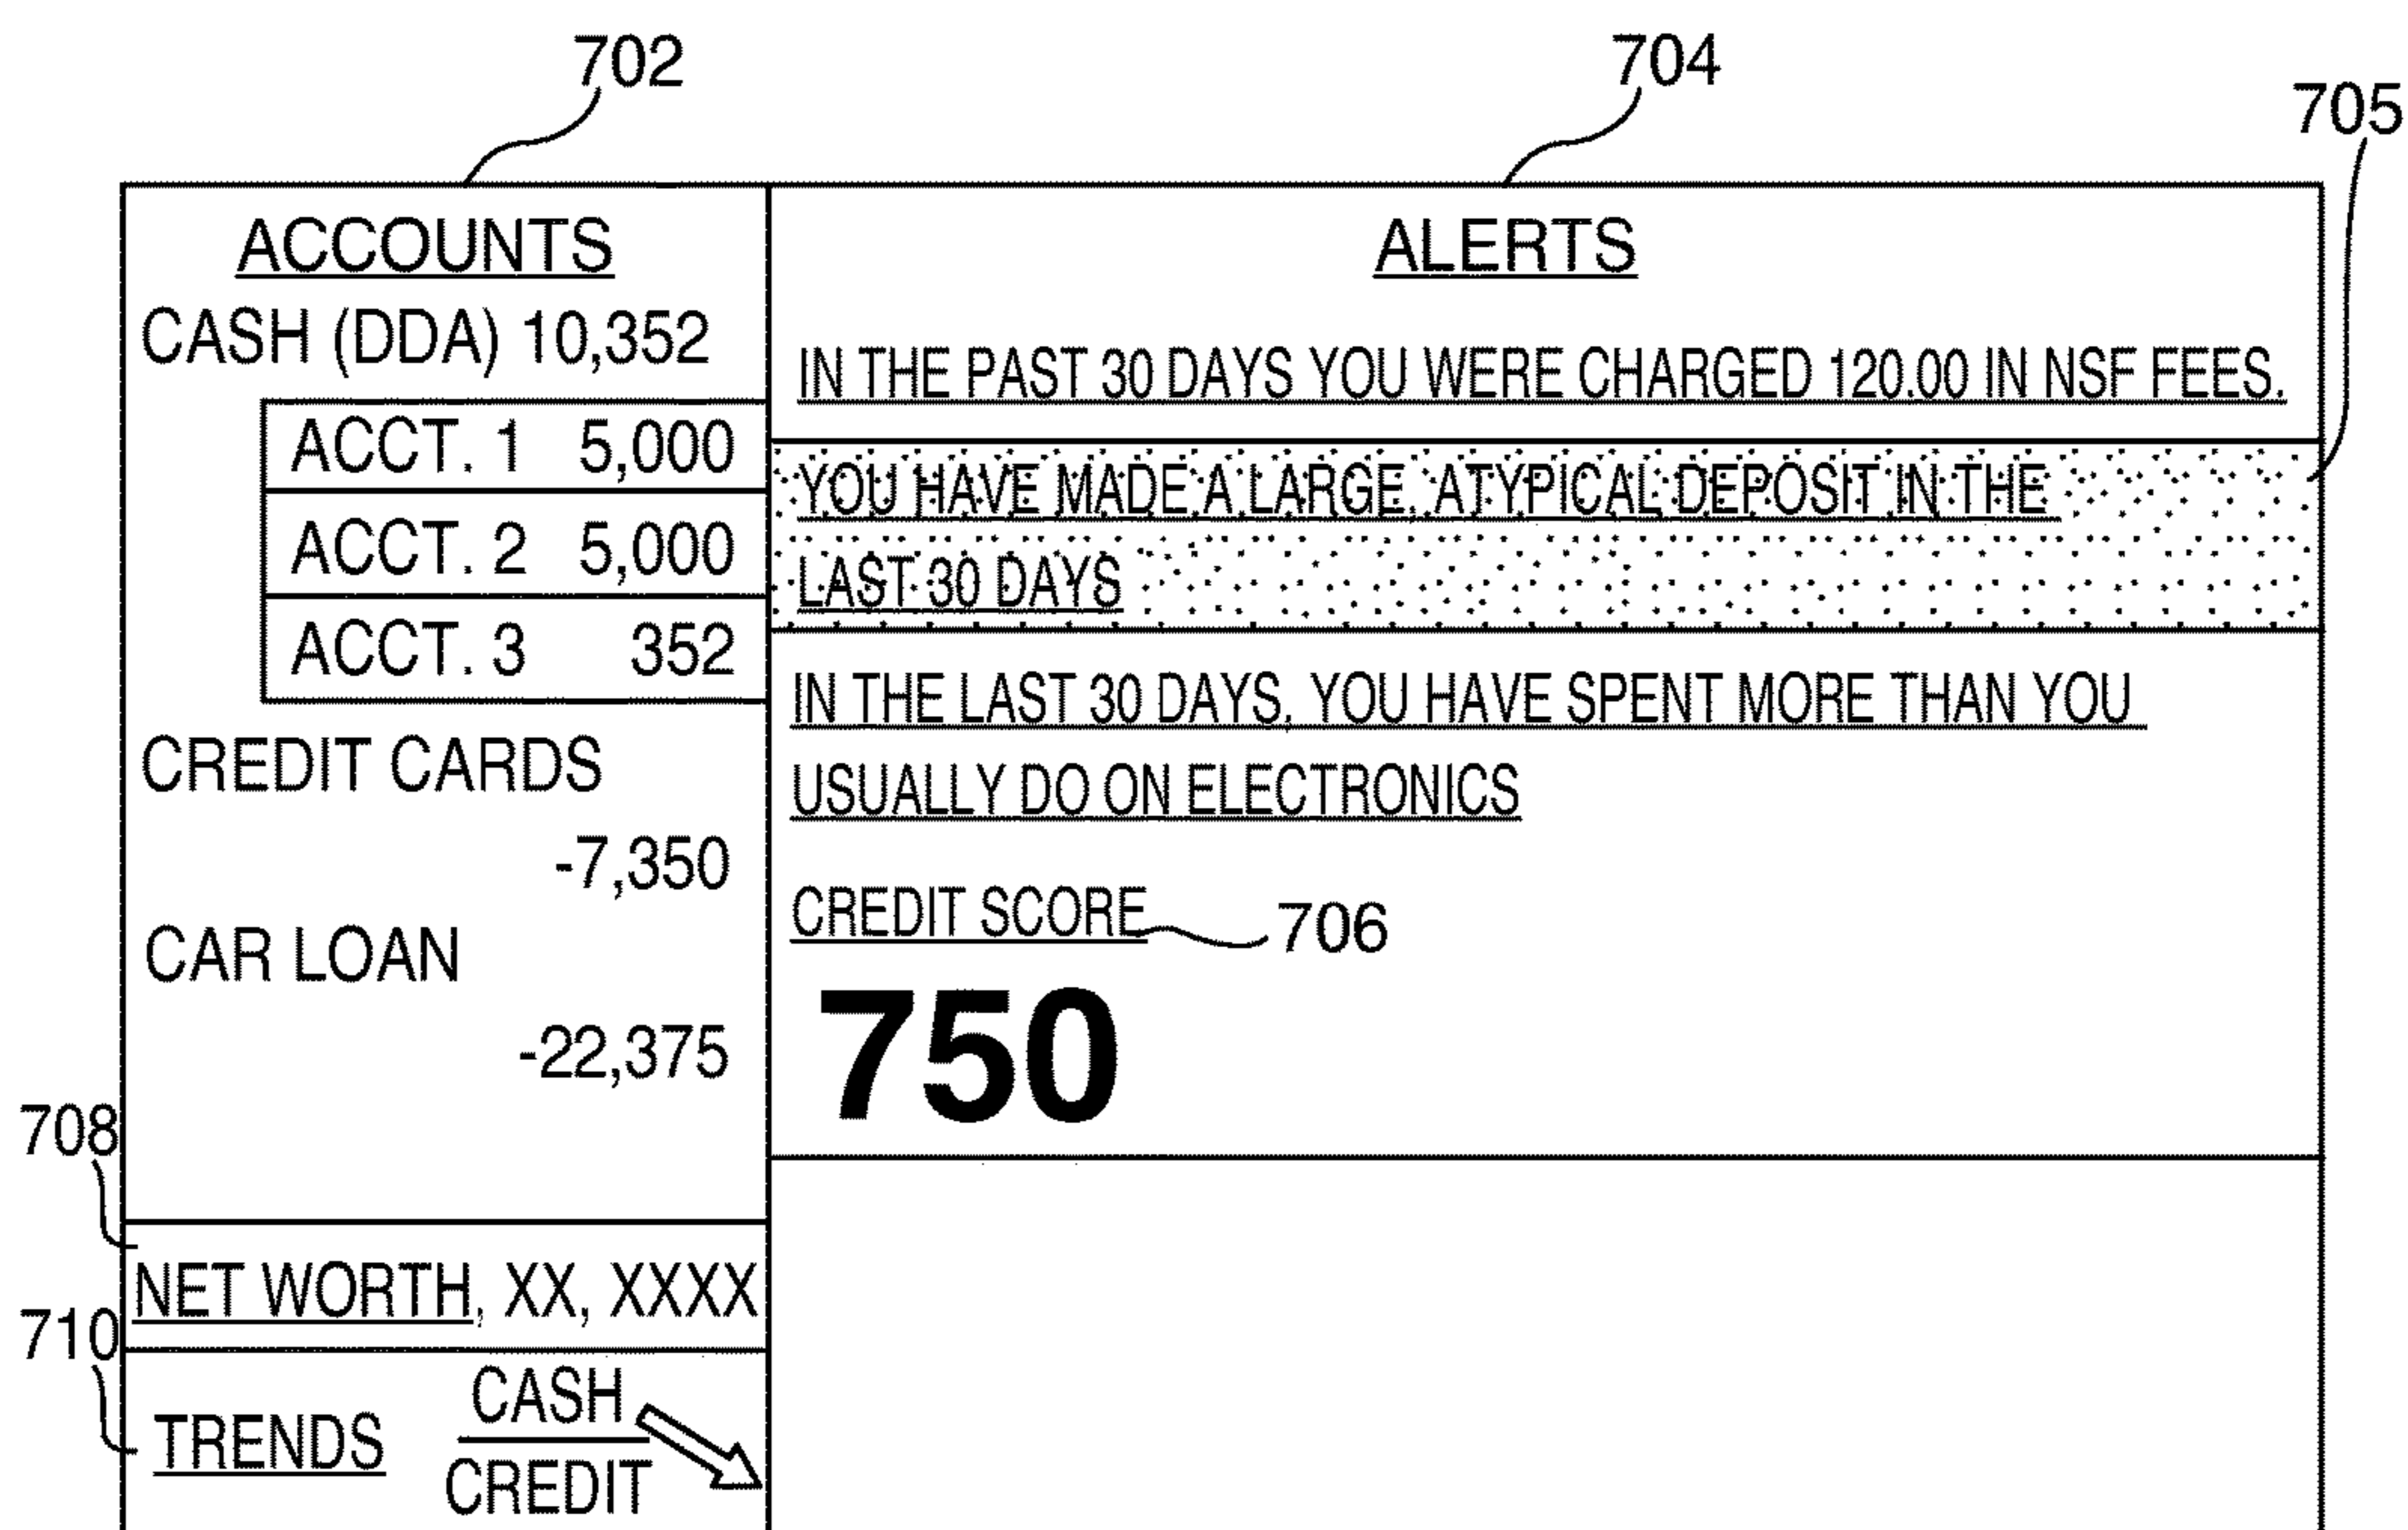 702
704
705
ACCOUNTS
CASH (DDA) 10,352
ACCT. 1 5,000
ACCT. 2 5,000
ACCT. 3 352
CREDIT CARDS
-7,350
CAR LOAN
-22,375
708
NET WORTH, XX, XXXX
710
TRENDS
CASH
CREDIT
ALERTS
IN THE PAST 30 DAYS YOU WERE CHARGED 120.00 IN NSF FEES.
YOU HAVE MADE A LARGE, ATYPICAL DEPOSIT IN THE
LAST 30 DAYS
IN THE LAST 30 DAYS, YOU HAVE SPENT MORE THAN YOU
USUALLY DO ON ELECTRONICS
CREDIT SCORE 706
750